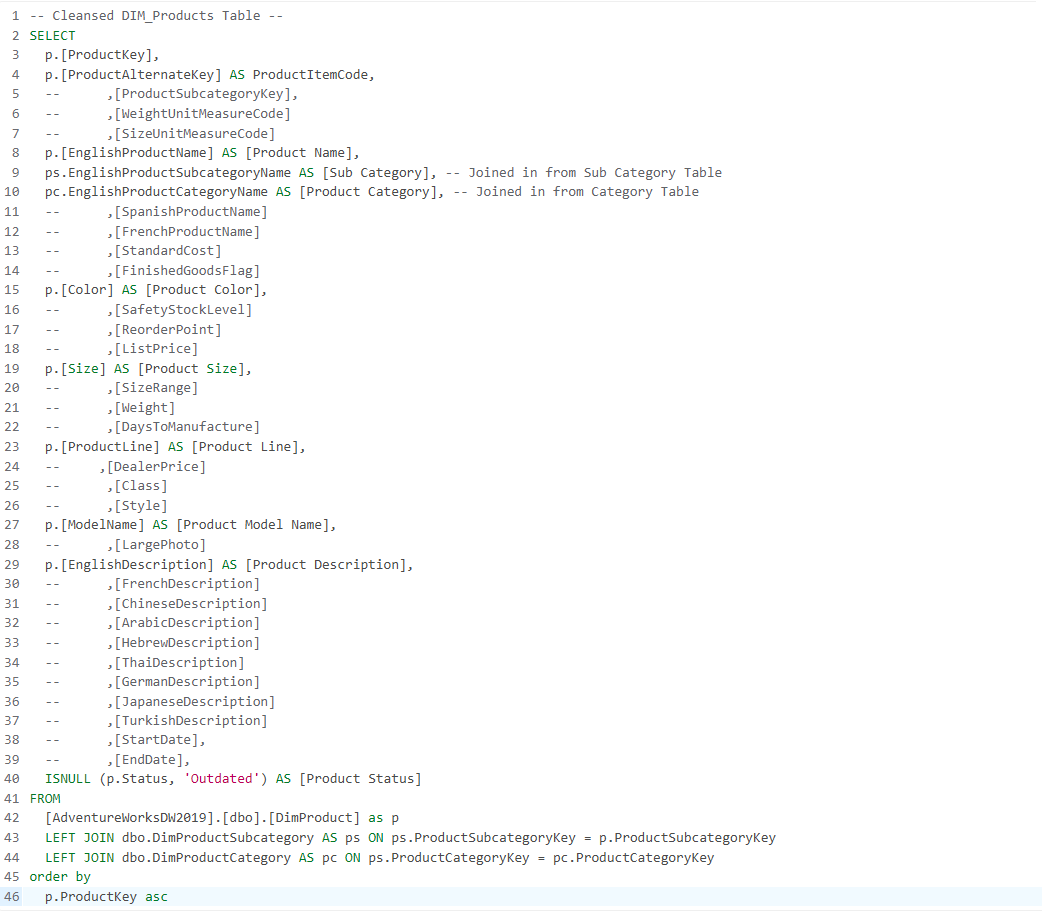 1 -- Cleansed DIM_Products Table --
2 SELECT
3   p.[ProductKey],
4   p.[ProductAlternateKey] AS ProductItemCode,
5   --      ,[ProductSubcategoryKey],
6   --      ,[WeightUnitMeasureCode]
7   --      ,[SizeUnitMeasureCode]
8   p.[EnglishProductName] AS [Product Name],
9   ps.EnglishProductSubcategoryName AS [Sub Category], -- Joined in from Sub Category Table
10   pc.EnglishProductCategoryName AS [Product Category], -- Joined in from Category Table
11   --      ,[SpanishProductName]
12   --      ,[FrenchProductName]
13   --      ,[StandardCost]
14   --      ,[FinishedGoodsFlag]
15   p.[Color] AS [Product Color],
16   --      ,[SafetyStockLevel]
17   --      ,[ReorderPoint]
18   --      ,[ListPrice]
19   p.[Size] AS [Product Size],
20   --      ,[SizeRange]
21   --      ,[Weight]
22   --      ,[DaysToManufacture]
23   p.[ProductLine] AS [Product Line],
24   --     ,[DealerPrice]
25   --      ,[Class]
26   --      ,[Style]
27   p.[ModelName] AS [Product Model Name],
28   --      ,[LargePhoto]
29   p.[EnglishDescription] AS [Product Description],
30   --      ,[FrenchDescription]
31   --      ,[ChineseDescription]
32   --      ,[ArabicDescription]
33   --      ,[HebrewDescription]
34   --      ,[ThaiDescription]
35   --      ,[GermanDescription]
36   --      ,[JapaneseDescription]
37   --      ,[TurkishDescription]
38   --      ,[StartDate],
39   --      ,[EndDate],
40   ISNULL (p.Status, 'Outdated') AS [Product Status]
41 FROM
42   [AdventureWorksDW2019].[dbo].[DimProduct] as p
43   LEFT JOIN dbo.DimProductSubcategory AS ps ON ps.ProductSubcategoryKey = p.ProductSubcategoryKey
44   LEFT JOIN dbo.DimProductCategory AS pc ON ps.ProductCategoryKey = pc.ProductCategoryKey
45 order by
46   p.ProductKey asc